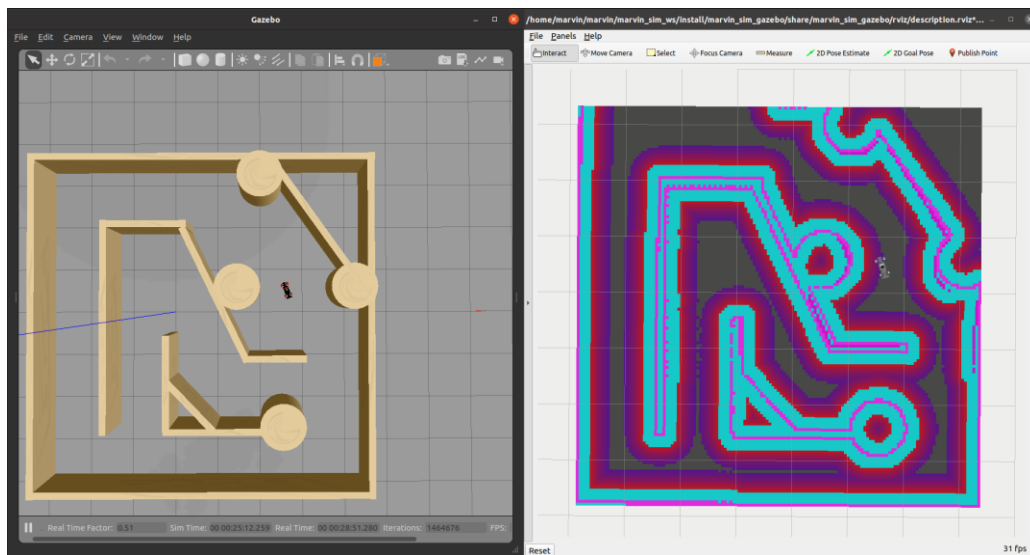 Gazebo
File Edit Camera View Window Help
Real Time Factor: 0.51 Sim Time: 00 00:25:12.259 Real Time: 00 00:28:51.280 Iterations: 1464676 FPS:
/home/marvin/marvin/marvin_sim_ws/install/marvin_sim_gazebo/share/marvin_sim_gazebo/rviz/description.rviz*...
File Panels Help
Interact Move Camera Select Focus Camera Measure 2D Pose Estimate 2D Goal Pose Publish Point
Reset 31 fps